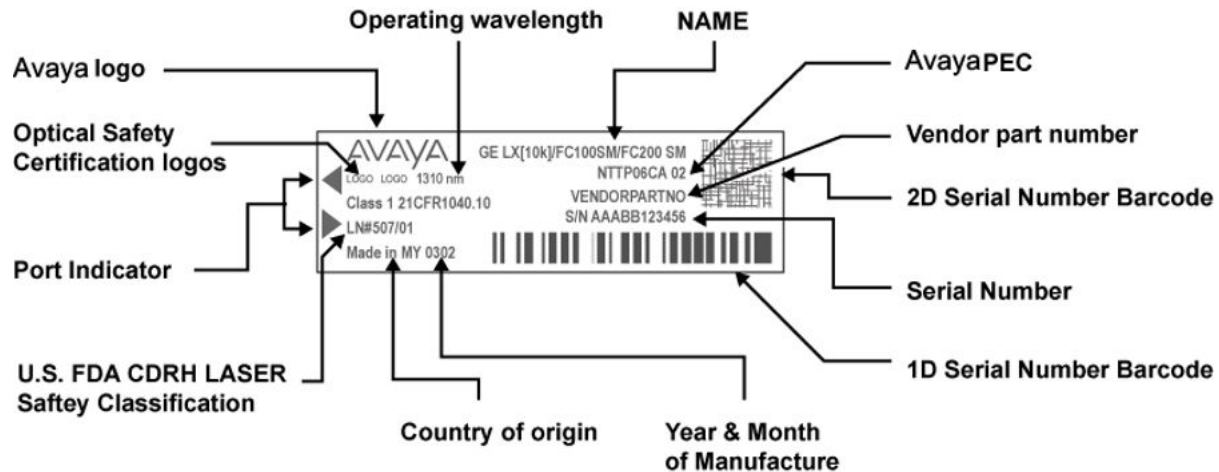 Operating wavelength
NAME
Avaya logo
AvayaPEC
Optical Safety
Certification logos
Vendor part number
2D Serial Number Barcode
Port Indicator
Serial Number
U.S. FDA CDRH LASER
Saftey Classification
1D Serial Number Barcode
Country of origin
Year & Month
of Manufacture
AVAYA
LOGO LOGO 1310 nm
Class 1 21CFR1040.10
LN#507/01
Made in MY 0302
GE LX[10k]/FC100SM/FC200 SM
NTTP06CA 02
VENDORPARTNO
S/N AAABB123456